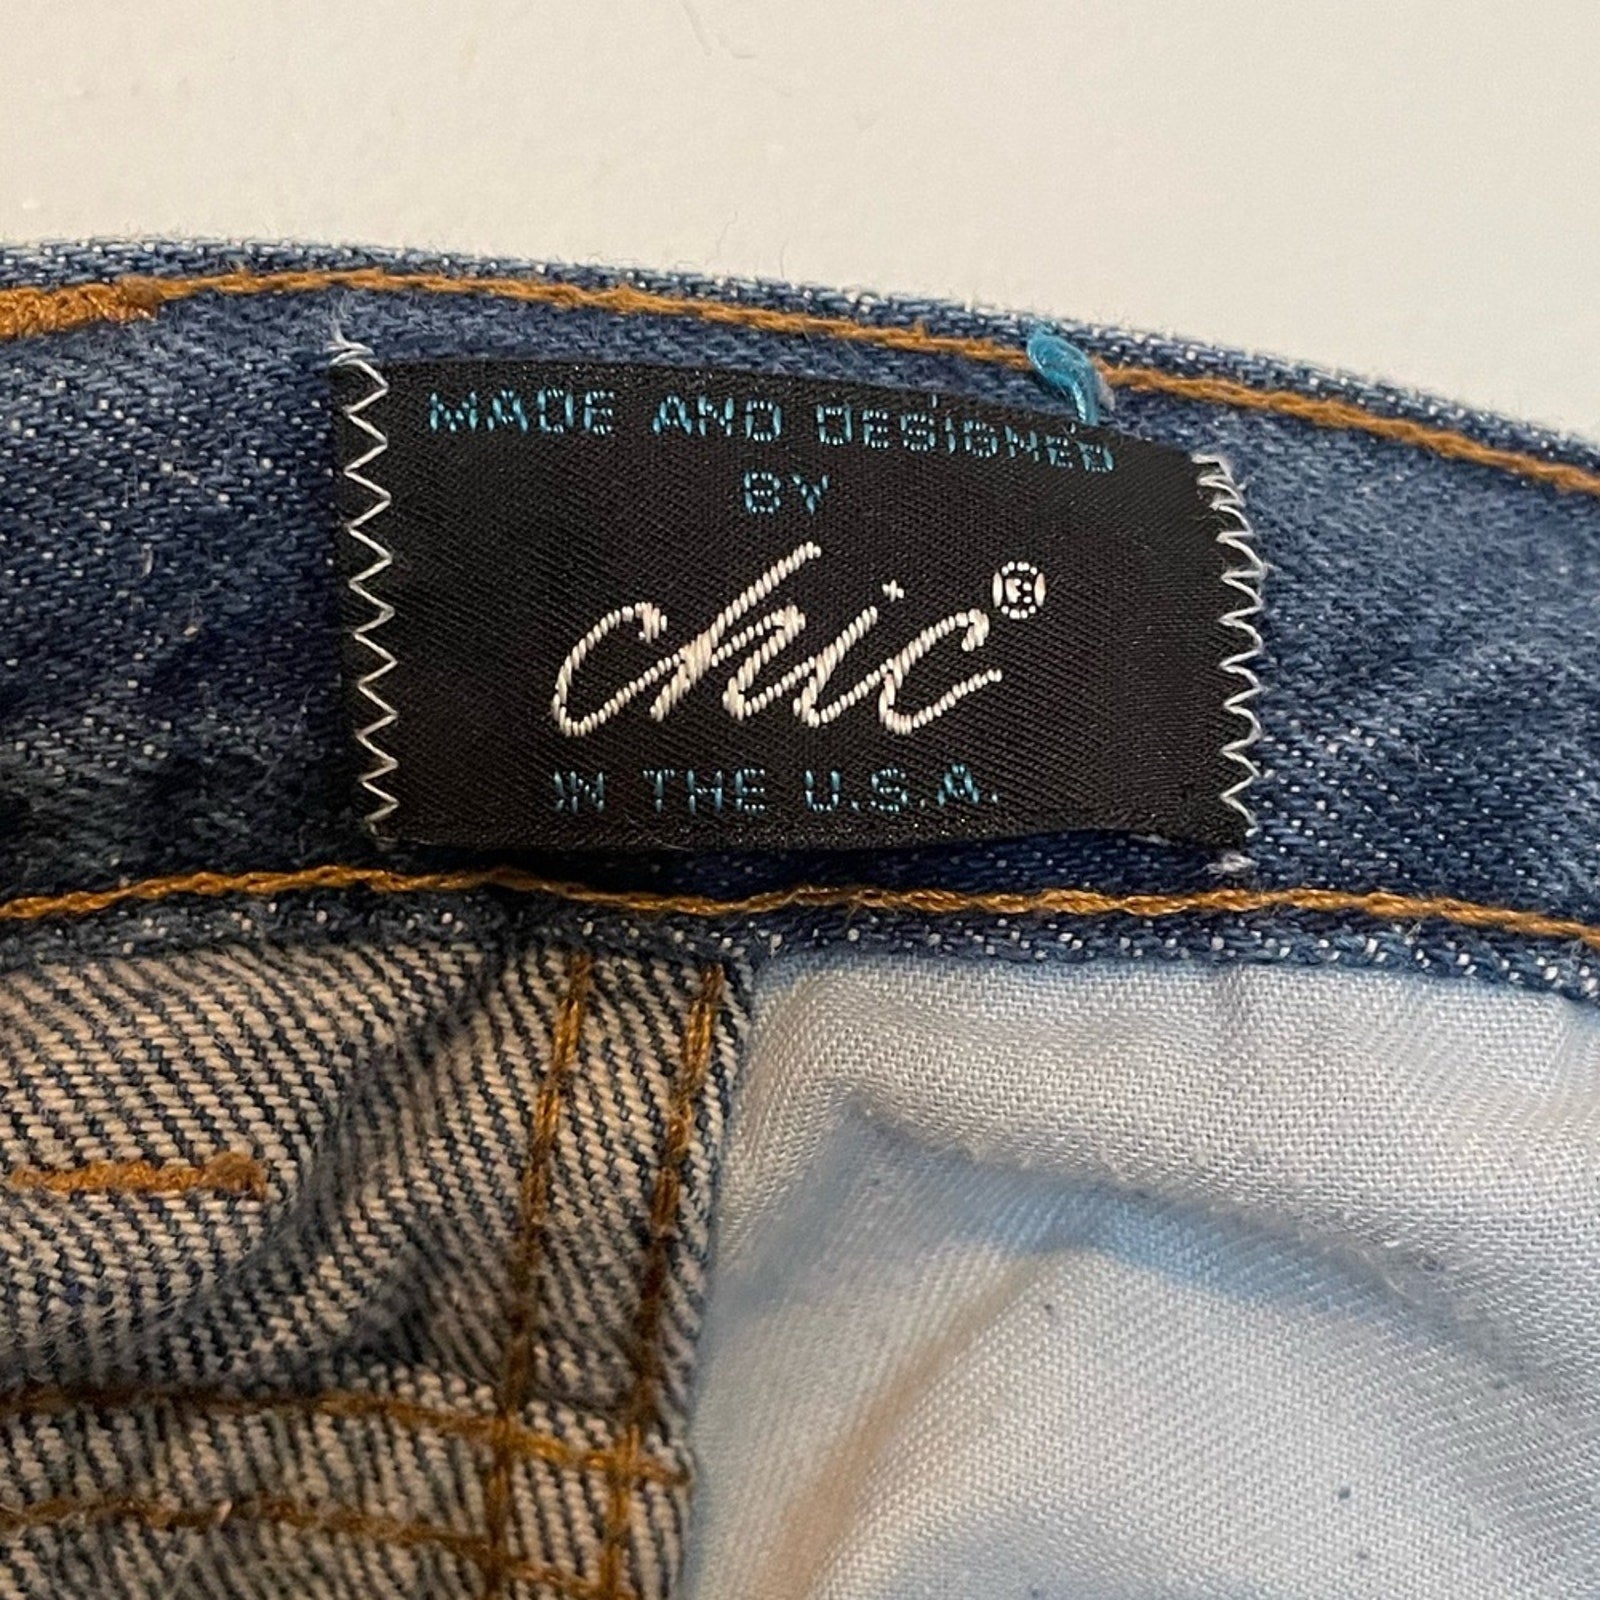 MADE AND DESIGNED
BY
chic®
IN THE U.S.A.